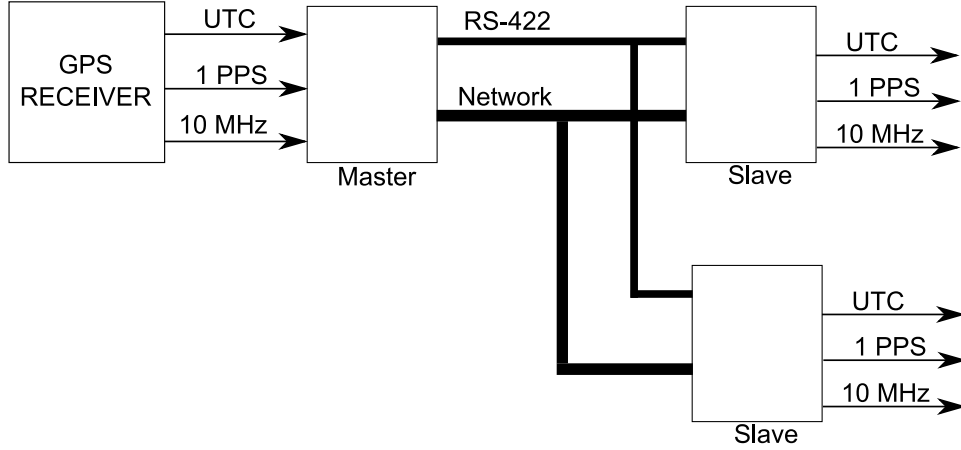 GPS
RECEIVER
UTC
1 PPS
10 MHz
Master
RS-422
Network
Slave
UTC
1 PPS
10 MHz
Slave
UTC
1 PPS
10 MHz